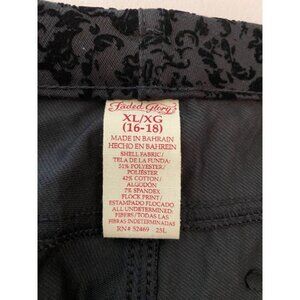 Faded Glory
XL/XG
(16-18)
MADE IN BAHRAIN
HECHO EN BAHREIN
SHELL FABRIC/
TELA DE LA FUNDA:
51% POLYESTER/
POLIÉSTER
42% COTTON/
ALGODÓN
7% SPANDEX
FLOCK PRINT/
ESTAMPADO FLOCADO
ALL UNDETERMINED
FIBERS/TODAS LAS
FIBRAS INDETERMINADAS
RN# 52469 25L